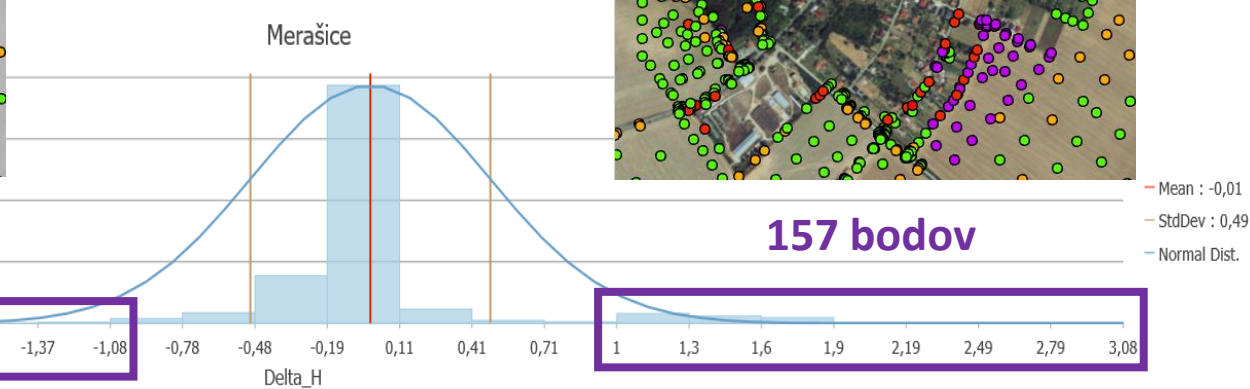 Merašice
157 bodov
Mean : -0,01
StdDev : 0,49
Normal Dist.
-1,37 -1,08 -0,78 -0,48 -0,19 0,11 0,41 0,71 1 1,3 1,6 1,9 2,19 2,49 2,79 3,08
Delta_H